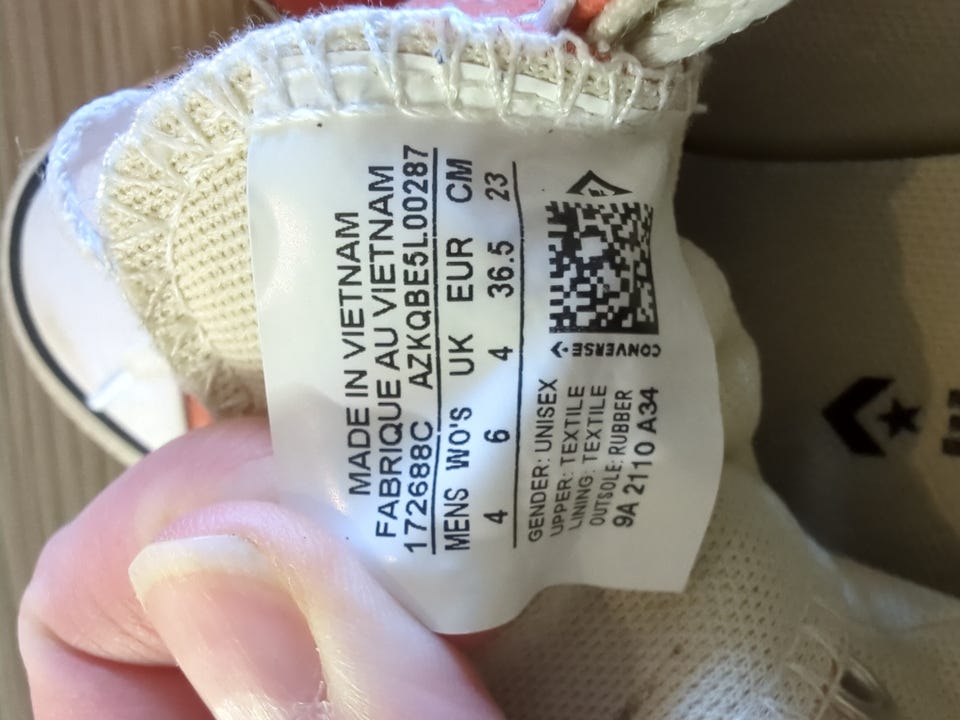 MADE IN VIETNAM
FABRIQUE AU VIETNAM
172688C AZKQBE5L00287
MENS WO'S UK EUR CM
4 6 4 36.5 23
GENDER: UNISEX
UPPER: TEXTILE
LINING: TEXTILE
OUTSOLE: RUBBER
9A 2110 A34
CONVERSE